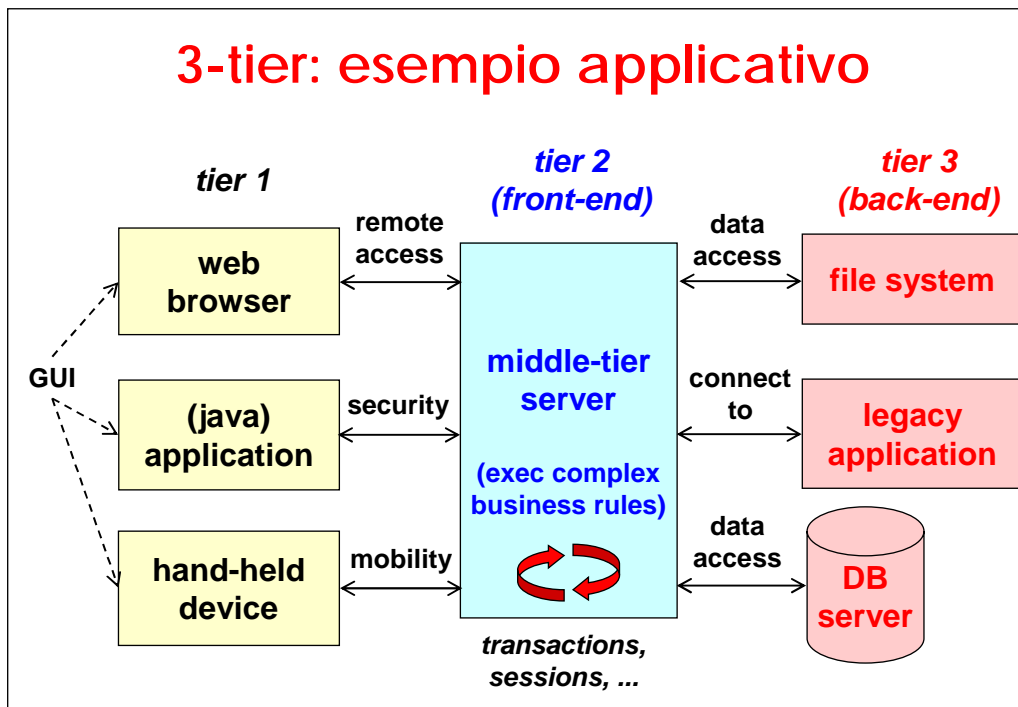 3-tier: esempio applicativo
tier 1
tier 2
(front-end)
tier 3
(back-end)
GUI
web
browser
remote
access
(java)
application
security
hand-held
device
mobility
middle-tier
server
(exec complex
business rules)
transactions,
sessions, ...
data
access
file system
connect
to
legacy
application
data
access
DB
server